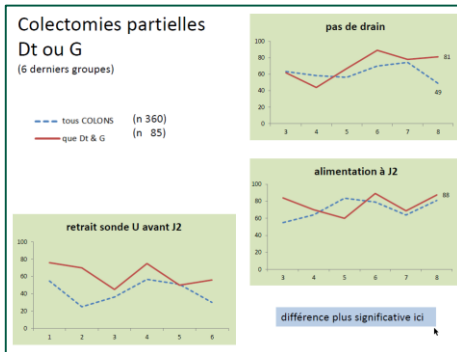 Colectomies partielles
Dt ou G
(6 derniers groupes)
tous COLONS (n 360)
que Dt & G (n 85)
pas de drain
100
80
60
40
20
0
3 4 5 6 7 8
81
49
alimentation à J2
100
80
60
40
20
0
3 4 5 6 7 8
88
retrait sonde U avant J2
100
80
60
40
20
0
1 2 3 4 5 6
différence plus significative ici